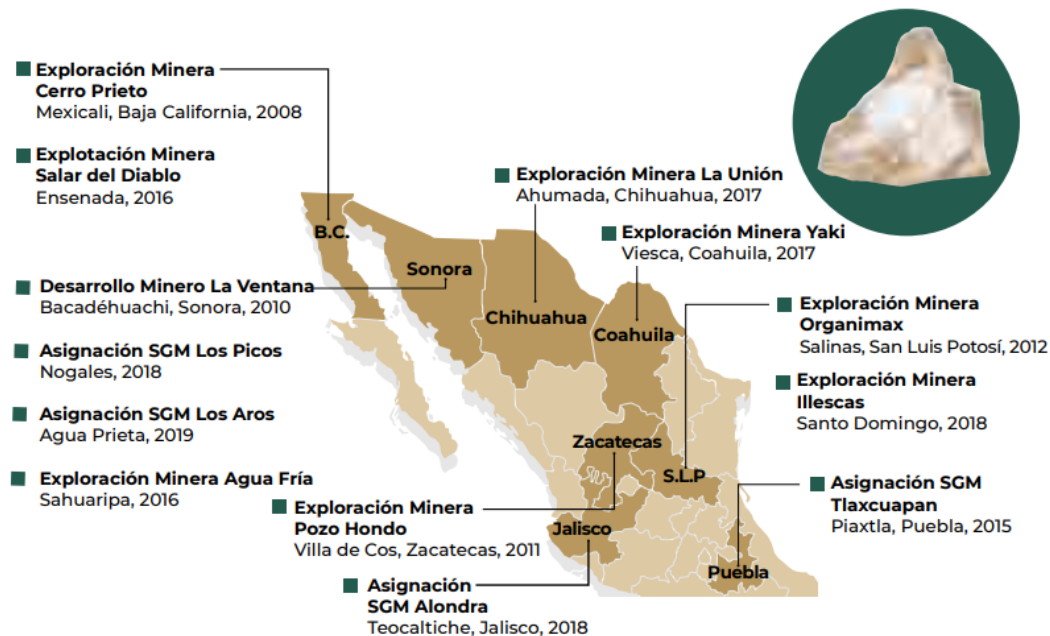 Exploración Minera
Cerro Prieto
Mexicali, Baja California, 2008
Explotación Minera
Salar del Diablo
Ensenada, 2016
Desarrollo Minero La Ventana
Bacadéhuachi, Sonora, 2010
Asignación SGM Los Picos
Nogales, 2018
Asignación SGM Los Aros
Agua Prieta, 2019
Exploración Minera Agua Fría
Sahuaripa, 2016
Exploración Minera La Unión
Ahumada, Chihuahua, 2017
Exploración Minera Yaki
Viesca, Coahuila, 2017
Exploración Minera
Organimax
Salinas, San Luis Potosí, 2012
Exploración Minera
Illescas
Santo Domingo, 2018
Asignación SGM
Tlaxcuapan
Piaxtla, Puebla, 2015
Exploración Minera
Pozo Hondo
Villa de Cos, Zacatecas, 2011
Asignación
SGM Alondra
Teocaltiche, Jalisco, 2018
B.C.
Sonora
Chihuahua
Coahuila
Zacatecas
S.L.P
Jalisco
Puebla